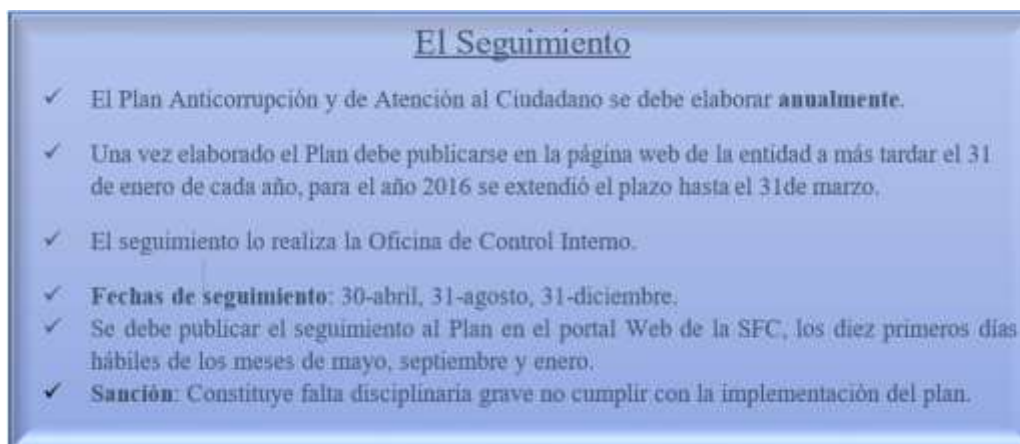 El Seguimiento
✓ El Plan Anticorrupción y de Atención al Ciudadano se debe elaborar anualmente.
✓ Una vez elaborado el Plan debe publicarse en la página web de la entidad a más tardar el 31
de enero de cada año, para el año 2016 se extendió el plazo hasta el 31de marzo.
✓ El seguimiento lo realiza la Oficina de Control Interno.
✓ Fechas de seguimiento: 30-abril, 31-agosto, 31-diciembre.
✓ Se debe publicar el seguimiento al Plan en el portal Web de la SFC, los diez primeros días
hábiles de los meses de mayo, septiembre y enero.
✓ Sanción: Constituye falta disciplinaria grave no cumplir con la implementación del plan.